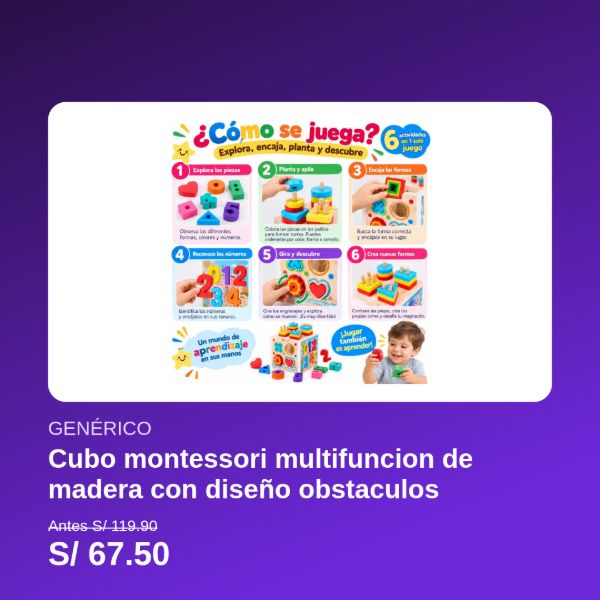 ¿Cómo se juega?
Explora, encaja, planta y descubre
6 actividades
en 1 solo
juego
1 Explora las piezas
Observa las diferentes
formas, colores y números.
2 Planta y apila
Coloca las piezas en los palitos
para formar torres. Puedes
ordenarlas por color, forma o tamaño.
3 Encaja las formas
Busca la forma correcta
y encájala en su lugar.
4 Reconoce los números
Identifica los números
y encájalos en sus ranuras.
5 Gira y descubre
Gira los engranajes y explora
cómo se mueven. ¡Es muy divertido!
6 Crea nuevas formas
Combina las piezas, crea tus
propias torres y desafía tu imaginación.
Un mundo de
aprendizaje
en sus manos
¡Jugar
también
es aprender!
GENÉRICO
Cubo montessori multifuncion de
madera con diseño obstaculos
Antes S/ 119.90
S/ 67.50